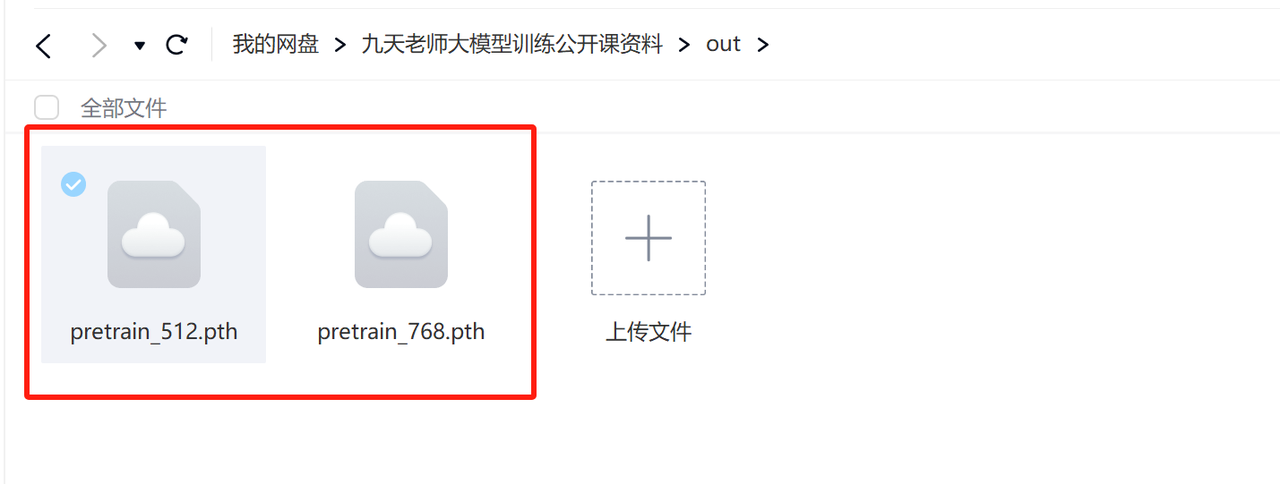 我的网盘 > 九天老师大模型训练公开课资料 > out >
全部文件
pretrain_512.pth pretrain_768.pth 上传文件